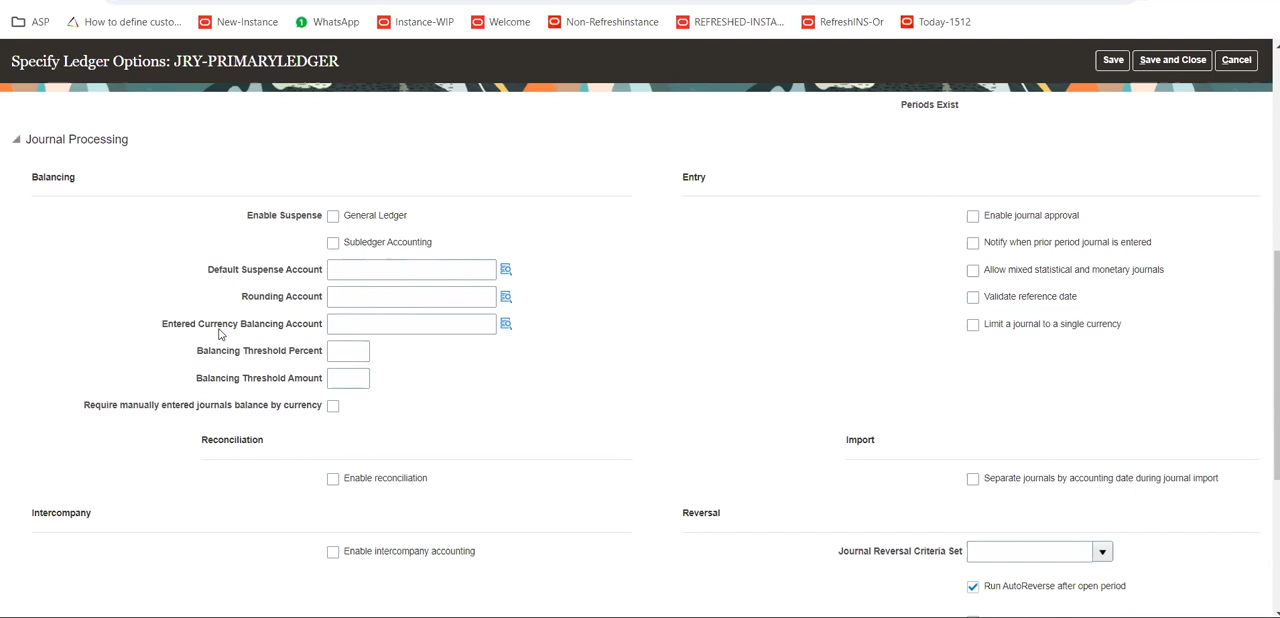 ASP
How to define custo...
New-Instance
WhatsApp
Instance-WIP
Welcome
Non-Refreshinstance
REFRESHED-INSTA...
RefreshINS-Or
Today-1512
Specify Ledger Options: JRY-PRIMARYLEDGER
Save
Save and Close
Cancel
Periods Exist
Journal Processing
Balancing
Enable Suspense
General Ledger
Subledger Accounting
Default Suspense Account
Rounding Account
Entered Currency Balancing Account
Balancing Threshold Percent
Balancing Threshold Amount
Require manually entered journals balance by currency
Entry
Enable journal approval
Notify when prior period journal is entered
Allow mixed statistical and monetary journals
Validate reference date
Limit a journal to a single currency
Reconciliation
Enable reconciliation
Import
Separate journals by accounting date during journal import
Intercompany
Enable intercompany accounting
Reversal
Journal Reversal Criteria Set
Run AutoReverse after open period